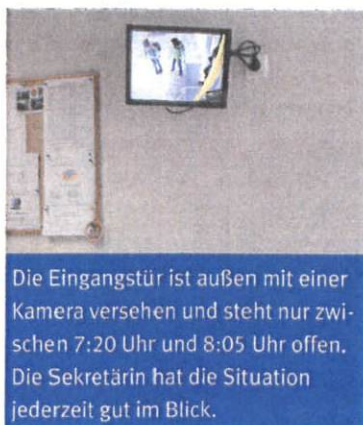 Die Eingangstür ist außen mit einer
Kamera versehen und steht nur zwi-
schen 7:20 Uhr und 8:05 Uhr offen.
Die Sekretärin hat die Situation
jederzeit gut im Blick.